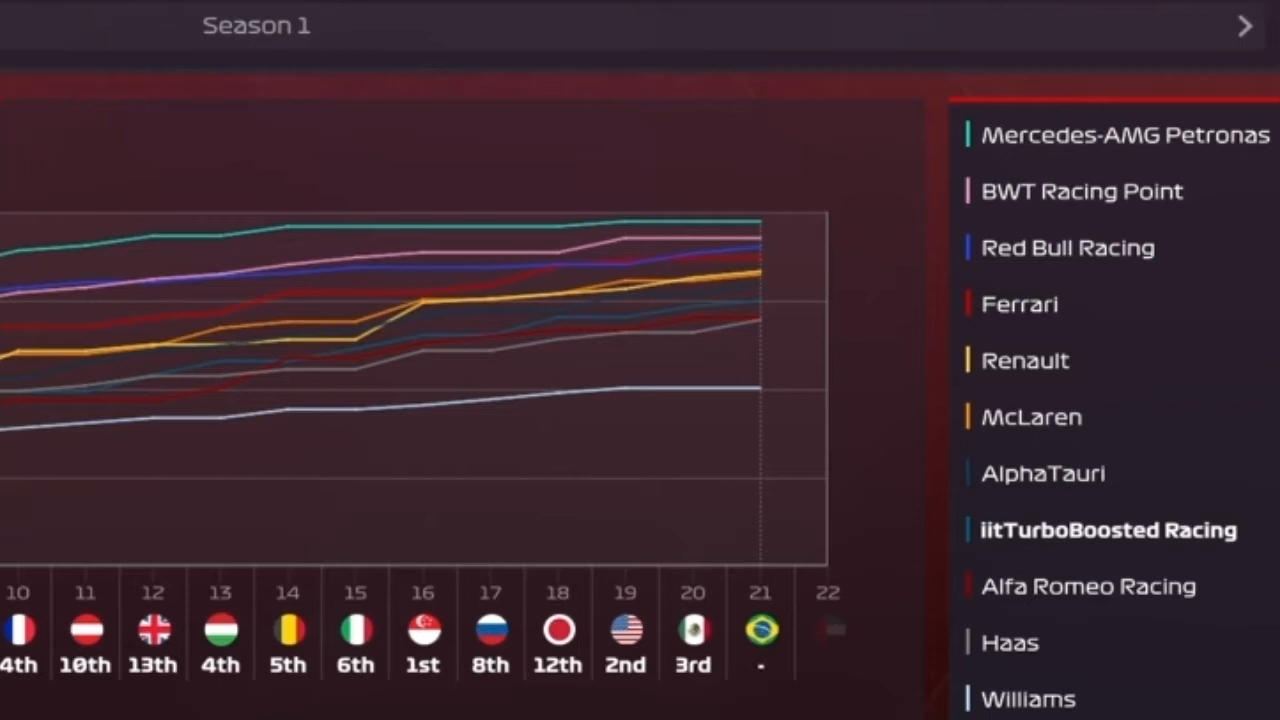 Season 1
Mercedes-AMG Petronas
BWT Racing Point
Red Bull Racing
Ferrari
Renault
McLaren
AlphaTauri
iitTurboBoosted Racing
Alfa Romeo Racing
Haas
Williams
10 11 12 13 14 15 16 17 18 19 20 21 22
4th 10th 13th 4th 5th 6th 1st 8th 12th 2nd 3rd -